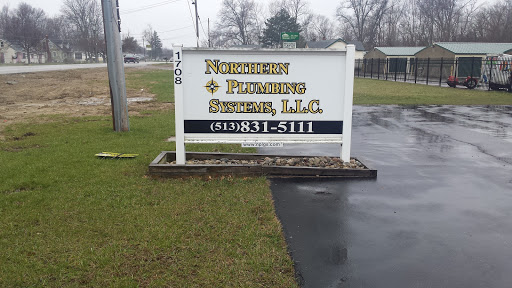 1708
Northern
Plumbing
Systems, L.L.C.
(513)831-5111